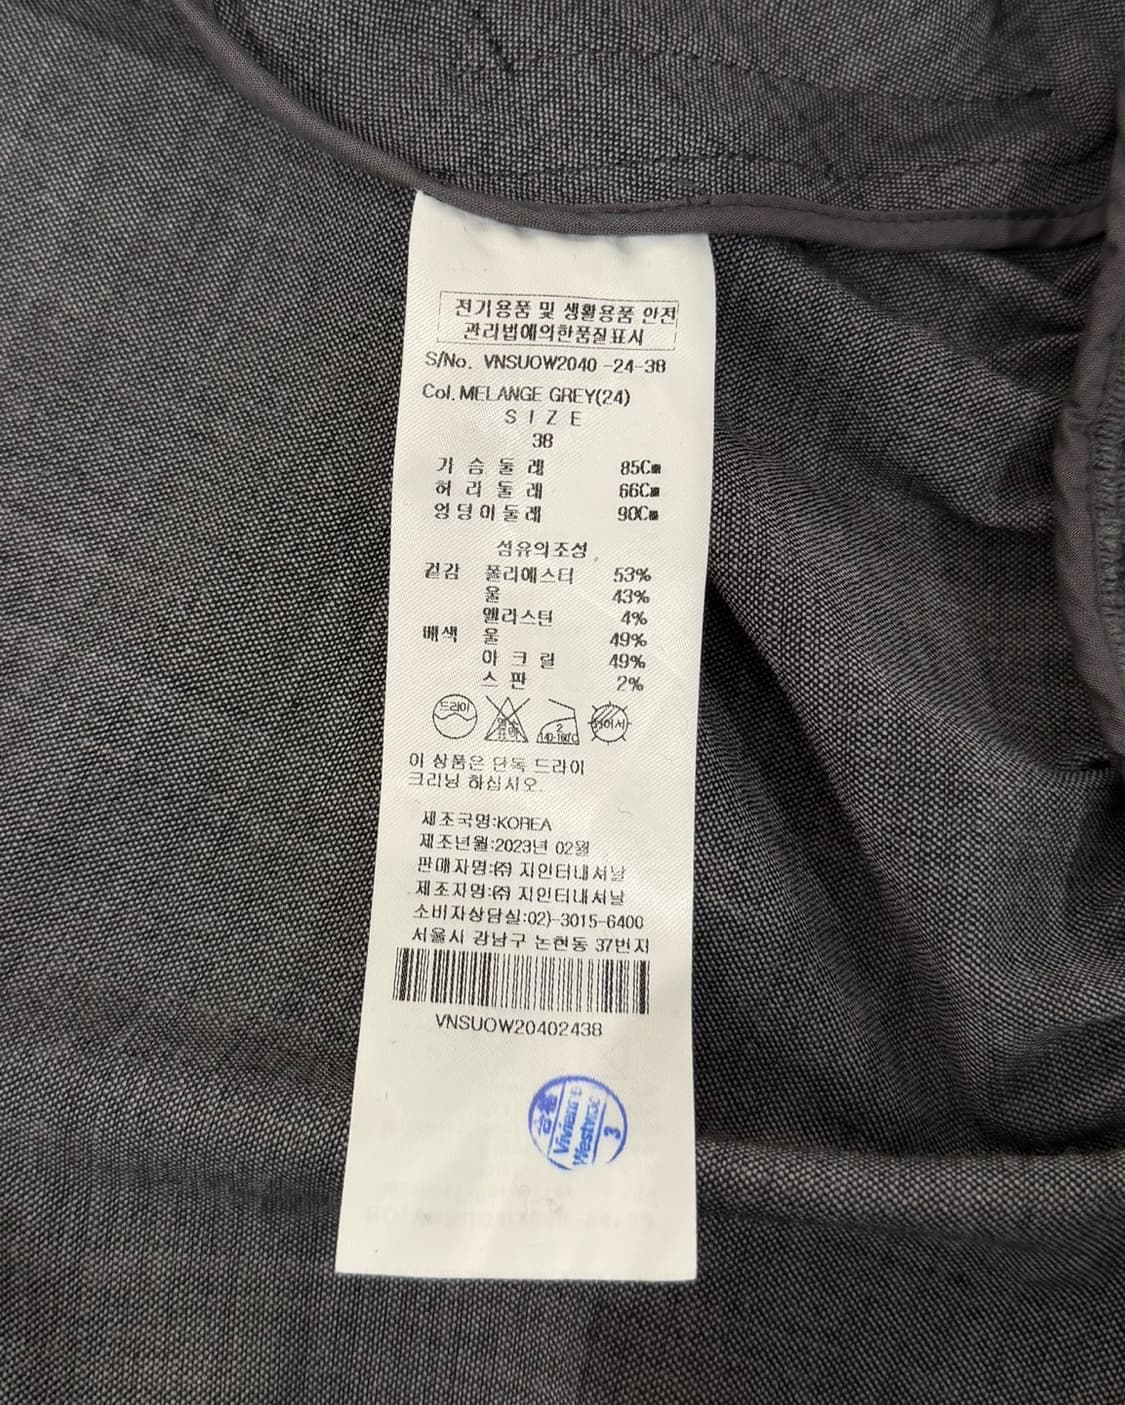 전기용품 및 생활용품 안전
관리법에의한품질표시
S/No. VNSUOW2040 -24-38
Col. MELANGE GREY(24)
SIZE
38
가슴둘레 85Cm
허리둘레 66Cm
엉덩이둘레 90Cm
섬유의조성
겉감 폴리에스터 53%
울 43%
엘리스틴 4%
배색 울 49%
아크릴 49%
스판 2%
드라이
2
140-160℃
이 상품은 단독 드라이
크리닝 하십시오.
제조국명:KOREA
제조년월:2023년 02월
판매자명:㈜ 지인터내셔날
제조자명:㈜ 지인터내셔날
소비자상담실:02)-3015-6400
서울시 강남구 논현동 37번지
VNSUOW20402438
3